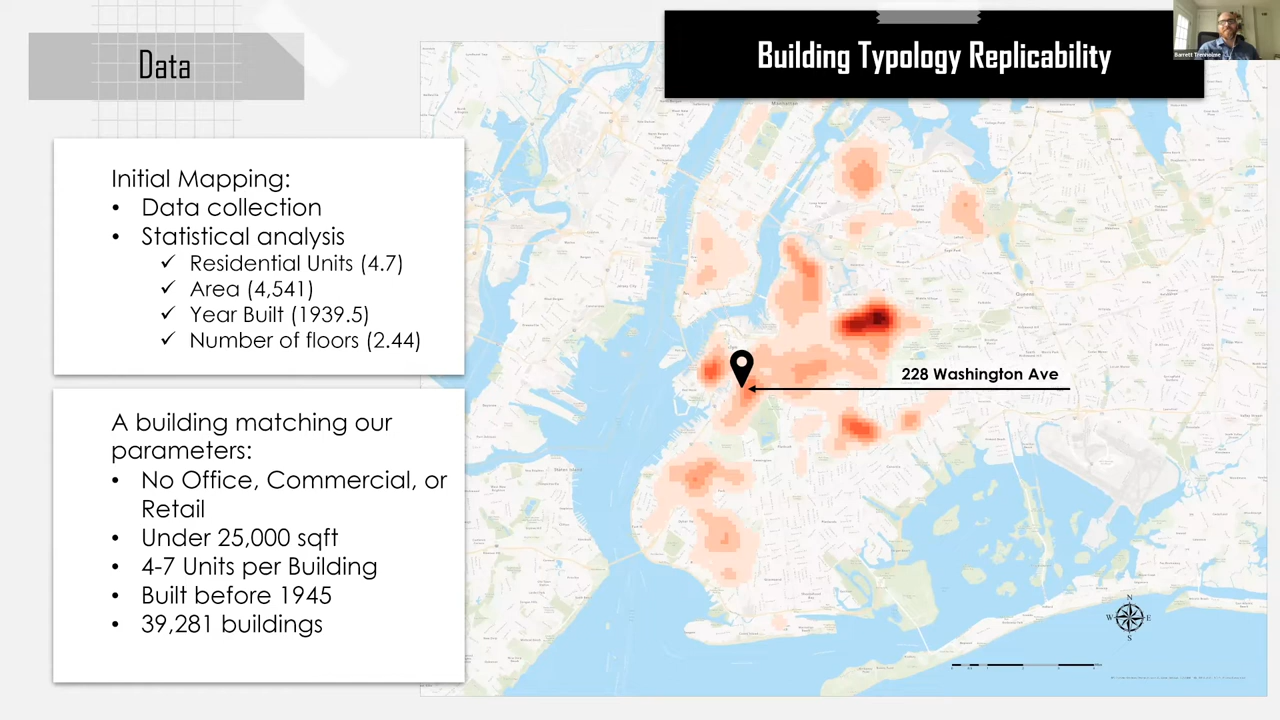 Data
Building Typology Replicability
Barrett Trenholme
Initial Mapping:
• Data collection
• Statistical analysis
✓ Residential Units (4.7)
✓ Area (4,541)
✓ Year Built (1939.5)
✓ Number of floors (2.44)
A building matching our
parameters:
• No Office, Commercial, or
Retail
• Under 25,000 sqft
• 4-7 Units per Building
• Built before 1945
• 39,281 buildings
228 Washington Ave
N
W E
S